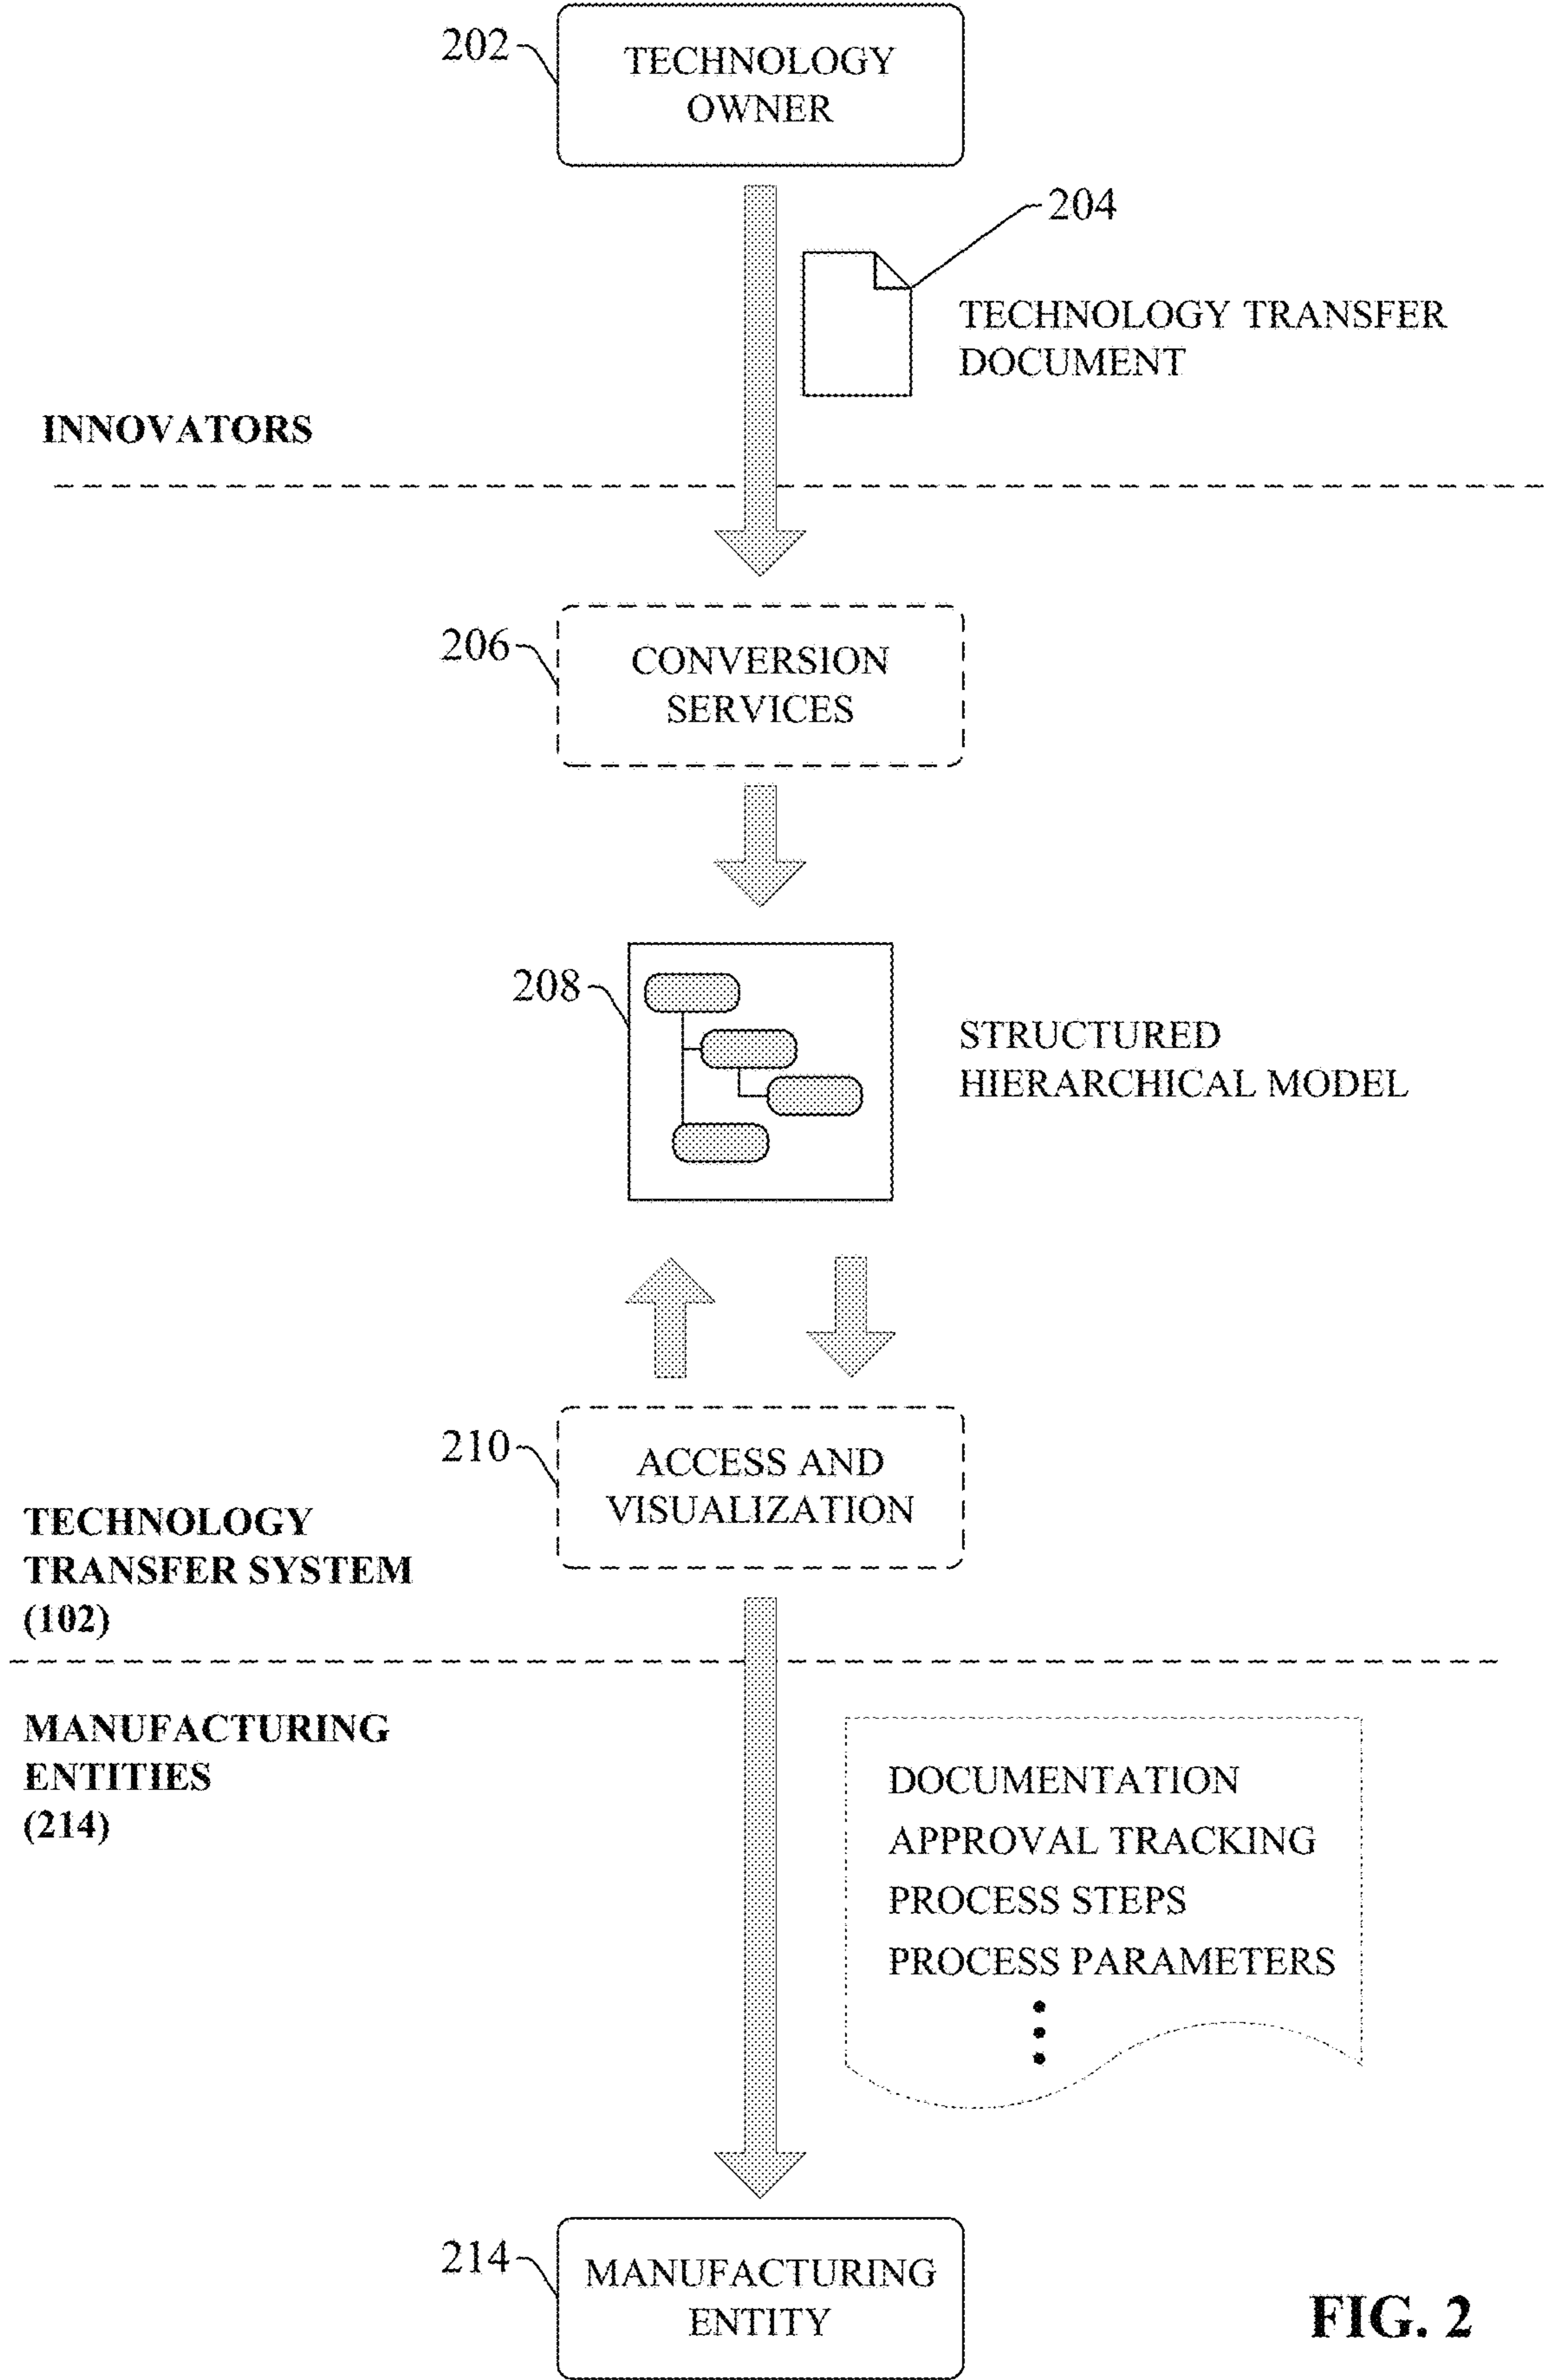 202
TECHNOLOGY
OWNER
204
TECHNOLOGY TRANSFER
DOCUMENT
INNOVATORS
206
CONVERSION
SERVICES
208
STRUCTURED
HIERARCHICAL MODEL
210
ACCESS AND
VISUALIZATION
TECHNOLOGY
TRANSFER SYSTEM
(102)
MANUFACTURING
ENTITIES
(214)
DOCUMENTATION
APPROVAL TRACKING
PROCESS STEPS
PROCESS PARAMETERS
214
MANUFACTURING
ENTITY
FIG. 2